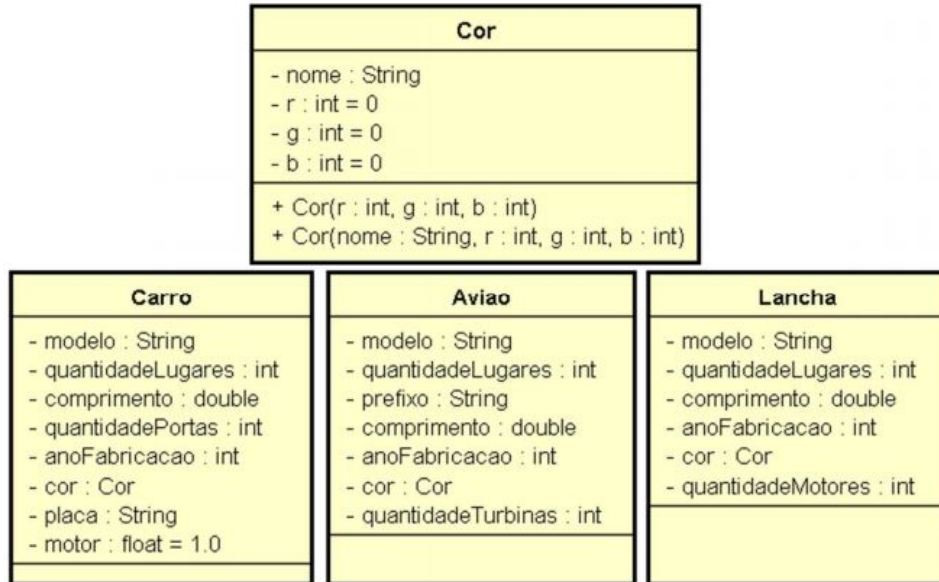 Cor
- nome : String
- r : int = 0
- g : int = 0
- b : int = 0
+ Cor(r : int, g : int, b : int)
+ Cor(nome : String, r : int, g : int, b : int)
Carro
- modelo : String
- quantidadeLugares : int
- comprimento : double
- quantidadePortas : int
- anoFabricacao : int
- cor : Cor
- placa : String
- motor : float = 1.0
Aviao
- modelo : String
- quantidadeLugares : int
- prefixo : String
- comprimento : double
- anoFabricacao : int
- cor : Cor
- quantidadeTurbinas : int
Lancha
- modelo : String
- quantidadeLugares : int
- comprimento : double
- anoFabricacao : int
- cor : Cor
- quantidadeMotores : int